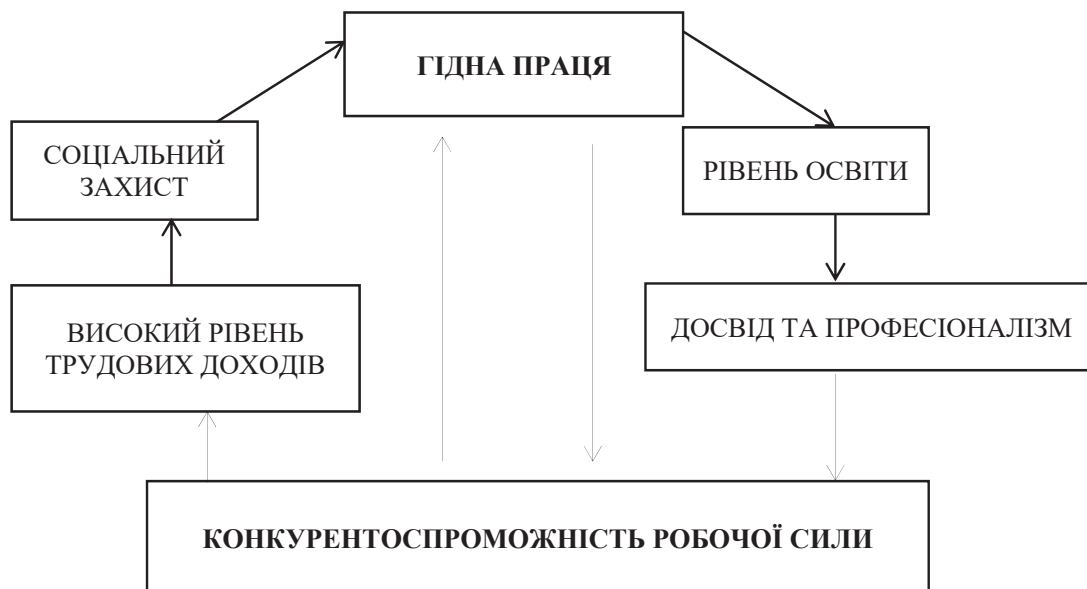 ГІДНА ПРАЦЯ
СОЦІАЛЬНИЙ
ЗАХИСТ
РІВЕНЬ ОСВІТИ
ВИСОКИЙ РІВЕНЬ
ТРУДОВИХ ДОХОДІВ
ДОСВІД ТА ПРОФЕСІОНАЛІЗМ
КОНКУРЕНТОСПРОМОЖНІСТЬ РОБОЧОЇ СИЛИ